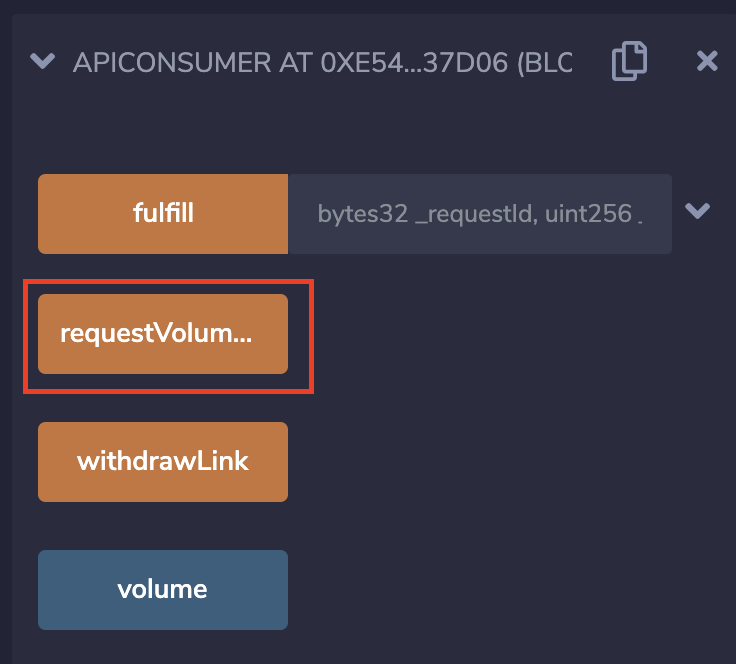 APICONSUMER AT 0XE54...37D06 (BLC
fulfill bytes32 _requestId, uint256 _
requestVolum...
withdrawLink
volume